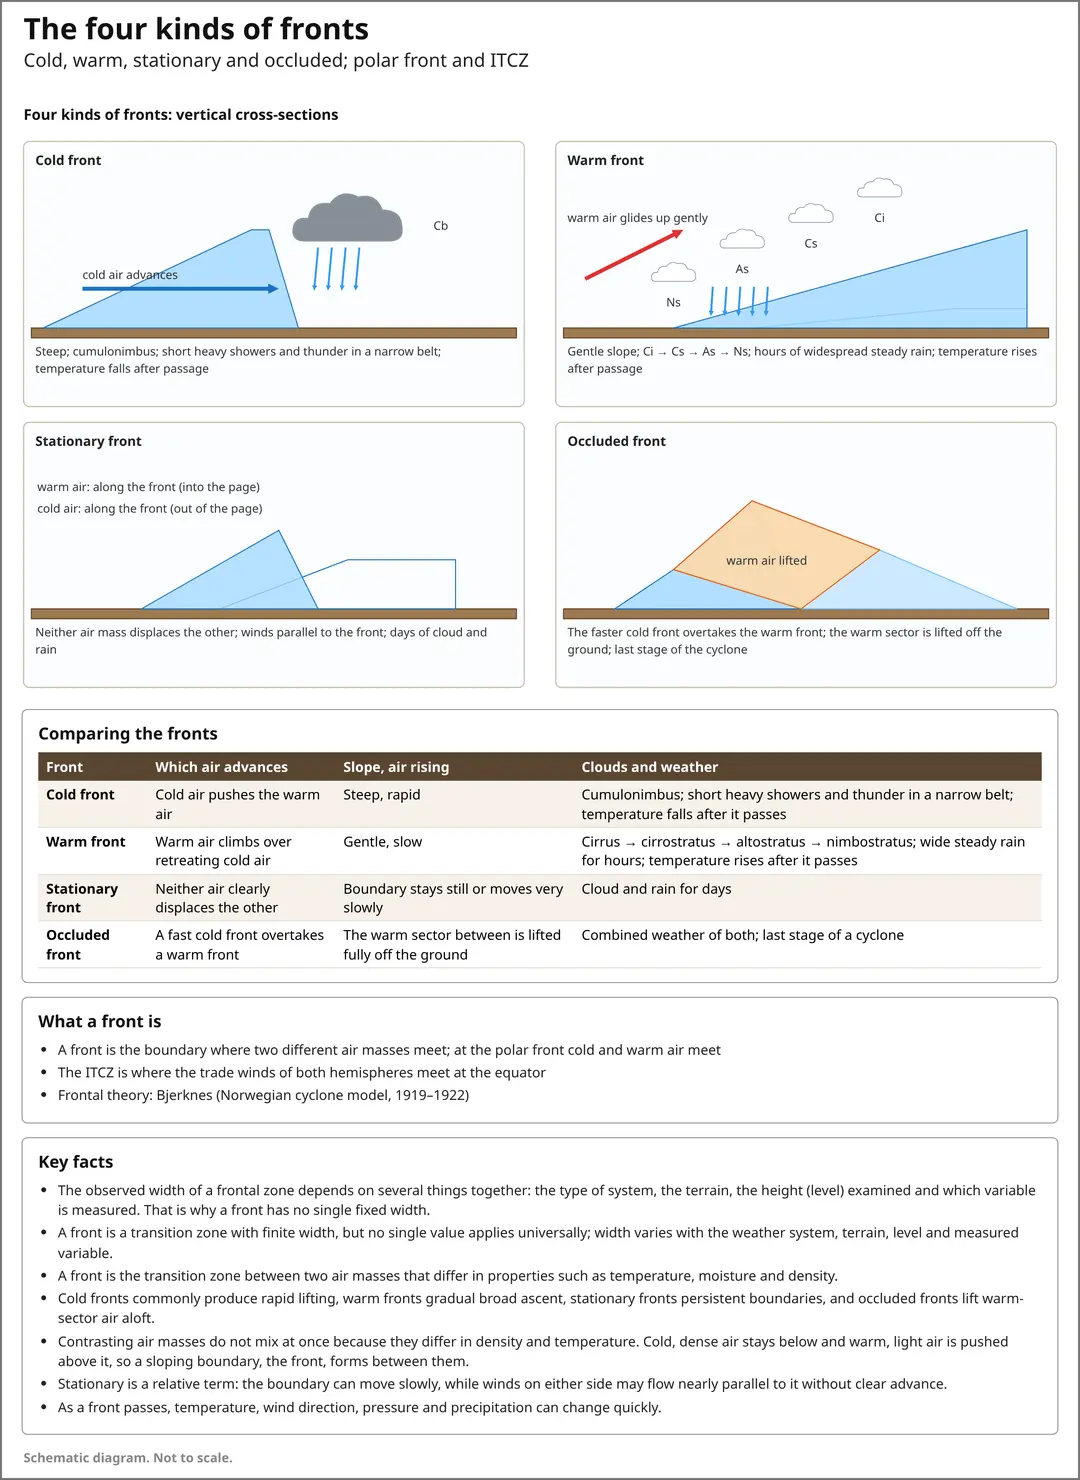 The four kinds of fronts
Cold, warm, stationary and occluded; polar front and ITCZ
Four kinds of fronts: vertical cross-sections
Cold front
Cb
cold air advances
Steep; cumulonimbus; short heavy showers and thunder in a narrow belt;
temperature falls after passage
Warm front
warm air glides up gently
Ci
Cs
As
Ns
Gentle slope; Ci → Cs → As → Ns; hours of widespread steady rain; temperature rises
after passage
Stationary front
warm air: along the front (into the page)
cold air: along the front (out of the page)
Neither air mass displaces the other; winds parallel to the front; days of cloud and
rain
Occluded front
warm air lifted
The faster cold front overtakes the warm front; the warm sector is lifted off the
ground; last stage of the cyclone
Comparing the fronts
Front Which air advances Slope, air rising Clouds and weather
Cold front Cold air pushes the warm Steep, rapid Cumulonimbus; short heavy showers and thunder in a narrow belt;
air temperature falls after it passes
Warm front Warm air climbs over Gentle, slow Cirrus → cirrostratus → altostratus → nimbostratus; wide steady rain
retreating cold air for hours; temperature rises after it passes
Stationary Neither air clearly Boundary stays still or moves very Cloud and rain for days
front displaces the other slowly
Occluded A fast cold front overtakes The warm sector between is lifted Combined weather of both; last stage of a cyclone
front a warm front fully off the ground
What a front is
• A front is the boundary where two different air masses meet; at the polar front cold and warm air meet
• The ITCZ is where the trade winds of both hemispheres meet at the equator
• Frontal theory: Bjerknes (Norwegian cyclone model, 1919–1922)
Key facts
• The observed width of a frontal zone depends on several things together: the type of system, the terrain, the height (level) examined and which variable
is measured. That is why a front has no single fixed width.
• A front is a transition zone with finite width, but no single value applies universally; width varies with the weather system, terrain, level and measured
variable.
• A front is the transition zone between two air masses that differ in properties such as temperature, moisture and density.
• Cold fronts commonly produce rapid lifting, warm fronts gradual broad ascent, stationary fronts persistent boundaries, and occluded fronts lift warm-
sector air aloft.
• Contrasting air masses do not mix at once because they differ in density and temperature. Cold, dense air stays below and warm, light air is pushed
above it, so a sloping boundary, the front, forms between them.
• Stationary is a relative term: the boundary can move slowly, while winds on either side may flow nearly parallel to it without clear advance.
• As a front passes, temperature, wind direction, pressure and precipitation can change quickly.
Schematic diagram. Not to scale.